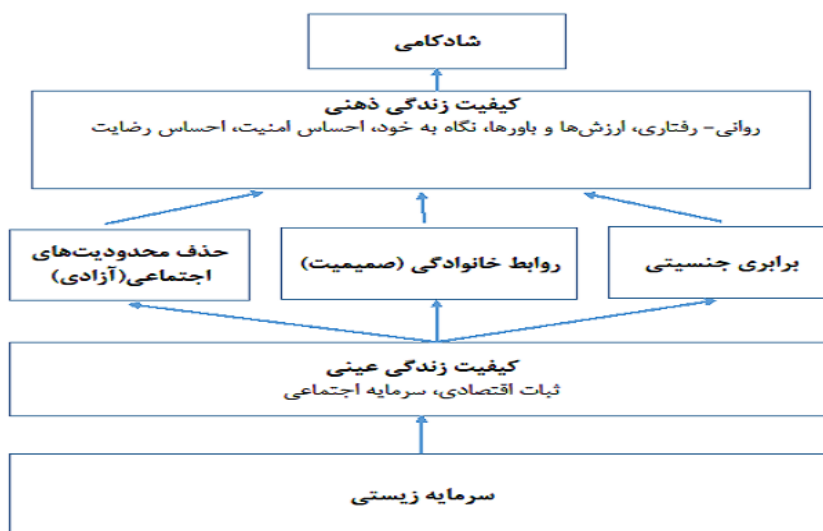 شادکامی
کیفیت زندگی ذهنی
روانی- رفتاری، ارزش‌ها و باورها، نگاه به خود، احساس امنیت، احساس رضایت
برابری جنسیتی
روابط خانوادگی (صمیمیت)
حذف محدودیت‌های
اجتماعی(آزادی)
کیفیت زندگی عینی
ثبات اقتصادی، سرمایه اجتماعی
سرمایه زیستی